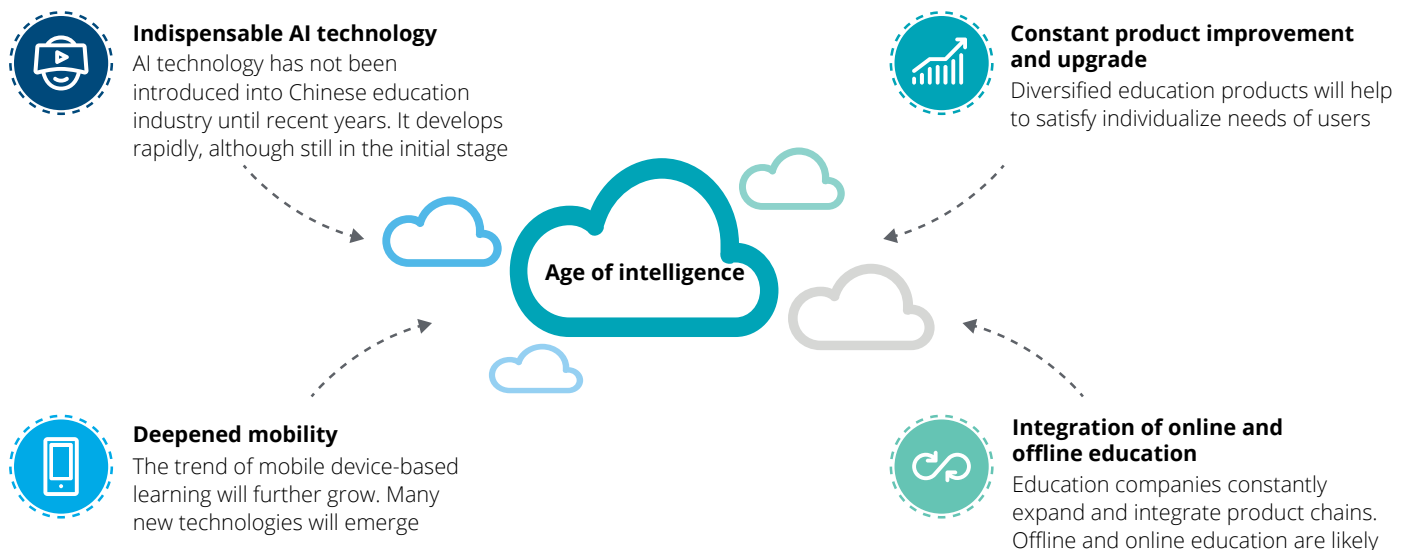 Indispensable AI technology
AI technology has not been
introduced into Chinese education
industry until recent years. It develops
rapidly, although still in the initial stage
Constant product improvement
and upgrade
Diversified education products will help
to satisfy individualize needs of users
Age of intelligence
Deepened mobility
The trend of mobile device-based
learning will further grow. Many
new technologies will emerge
Integration of online and
offline education
Education companies constantly
expand and integrate product chains.
Offline and online education are likely